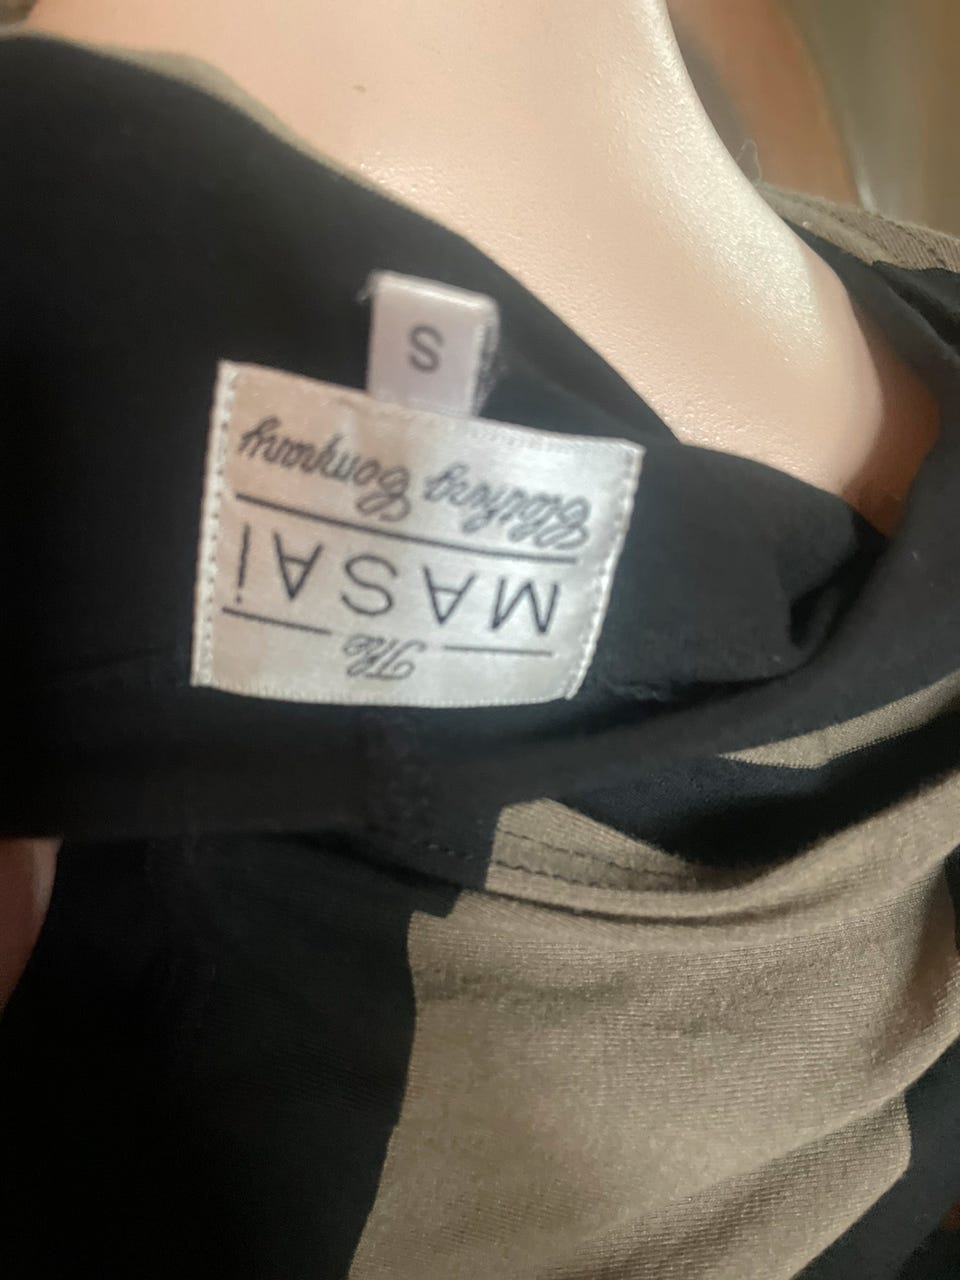 The
MASAi
Clothing Company
S